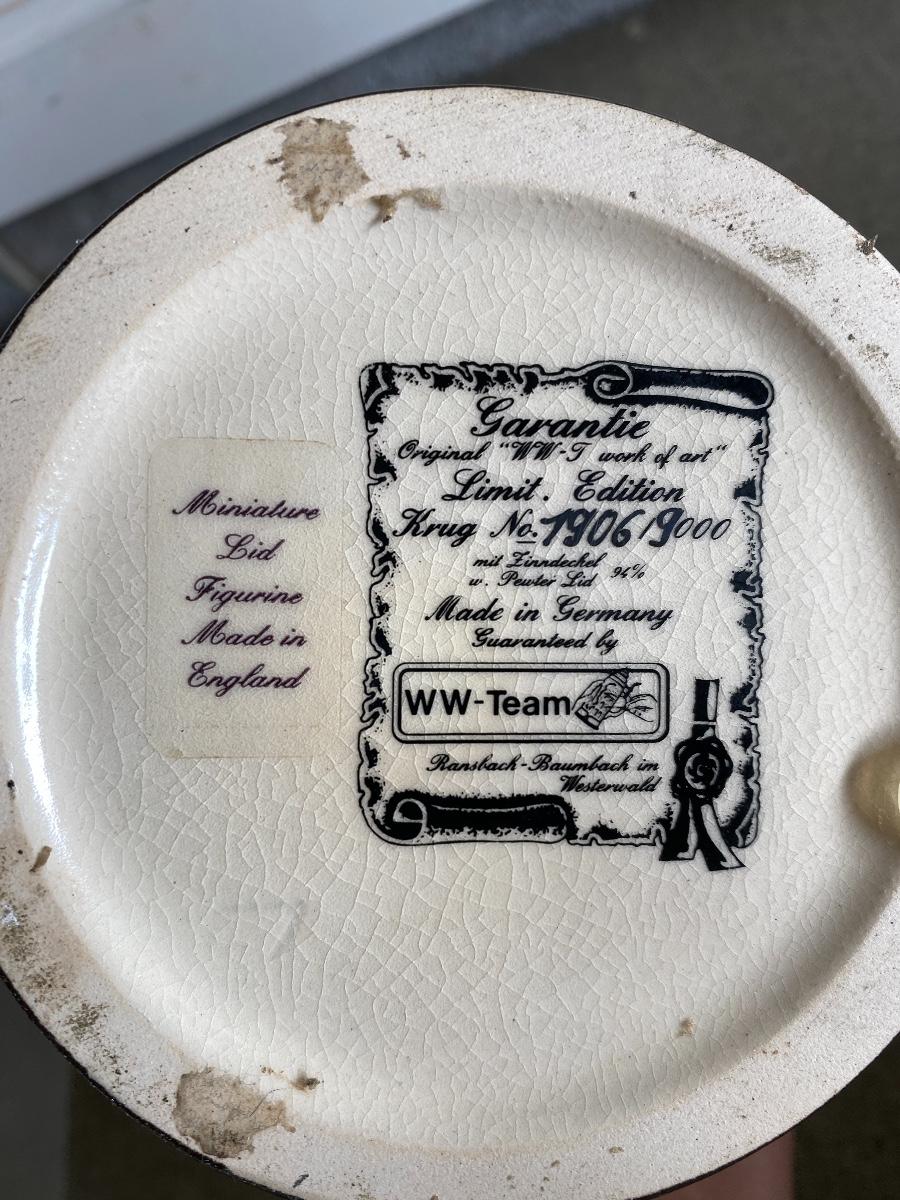 Miniature
Lid
Figurine
Made in
England
Garantie
Original "WW-T work of art"
Limit. Edition
Krug No. 1906/9000
mit Zinndeckel
w. Pewter Lid 94%
Made in Germany
Guaranteed by
WW-Team
Ransbach-Baumbach im
Westerwald